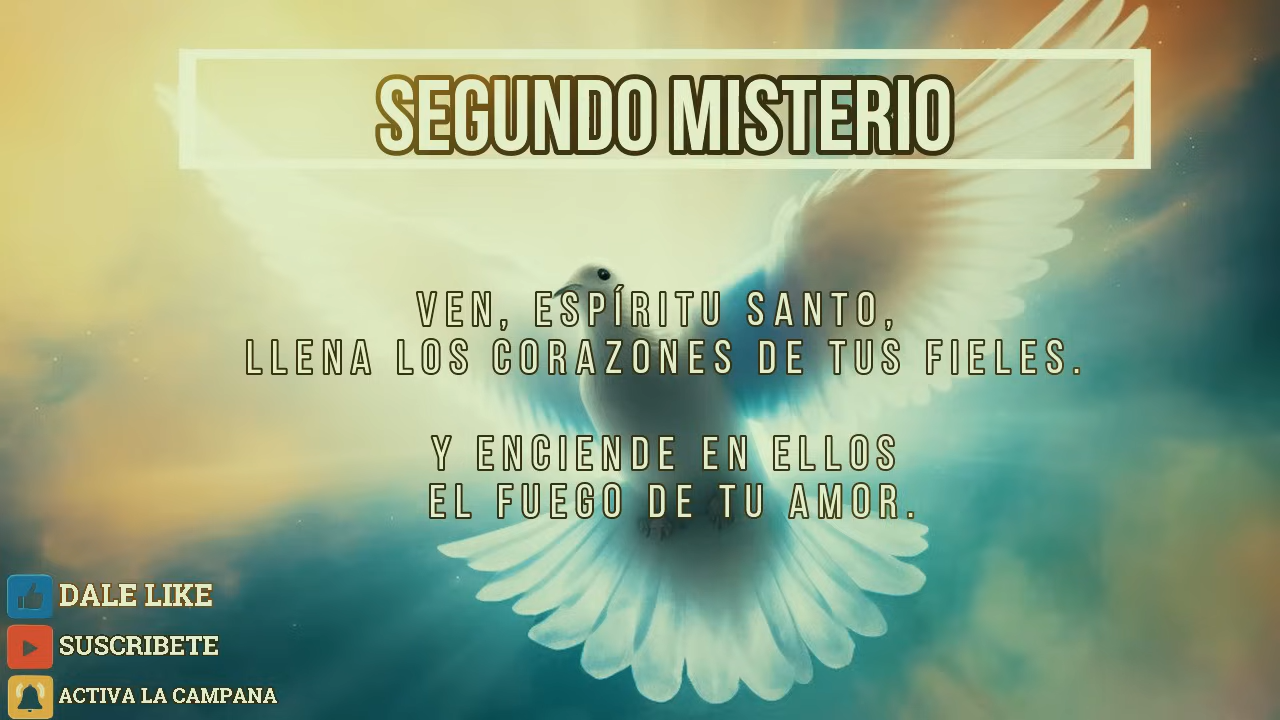 SEGUNDO MISTERIO
VEN, ESPÍRITU SANTO,
LLENA LOS CORAZONES DE TUS FIELES.
Y ENCIENDE EN ELLOS
EL FUEGO DE TU AMOR.
DALE LIKE
SUSCRIBETE
ACTIVA LA CAMPANA